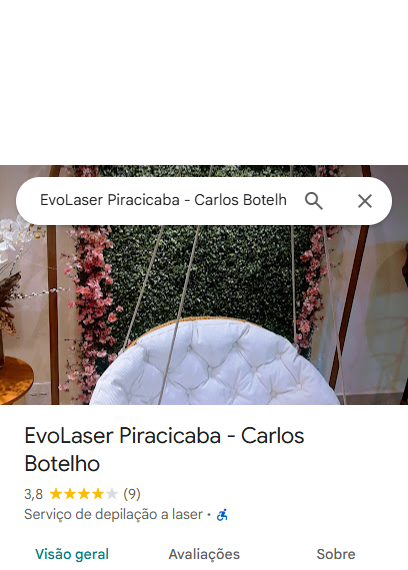 EvoLaser Piracicaba - Carlos Botelh
EvoLaser Piracicaba - Carlos
Botelho
3,8 (9)
Serviço de depilação a laser ·
Visão geral Avaliações Sobre